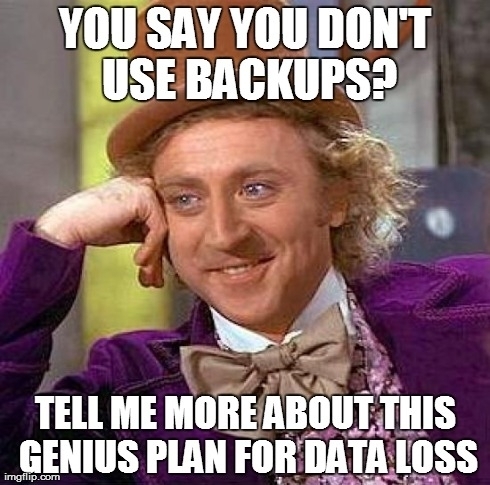 YOU SAY YOU DON'T
USE BACKUPS?
TELL ME MORE ABOUT THIS
GENIUS PLAN FOR DATA LOSS
imgflip.com